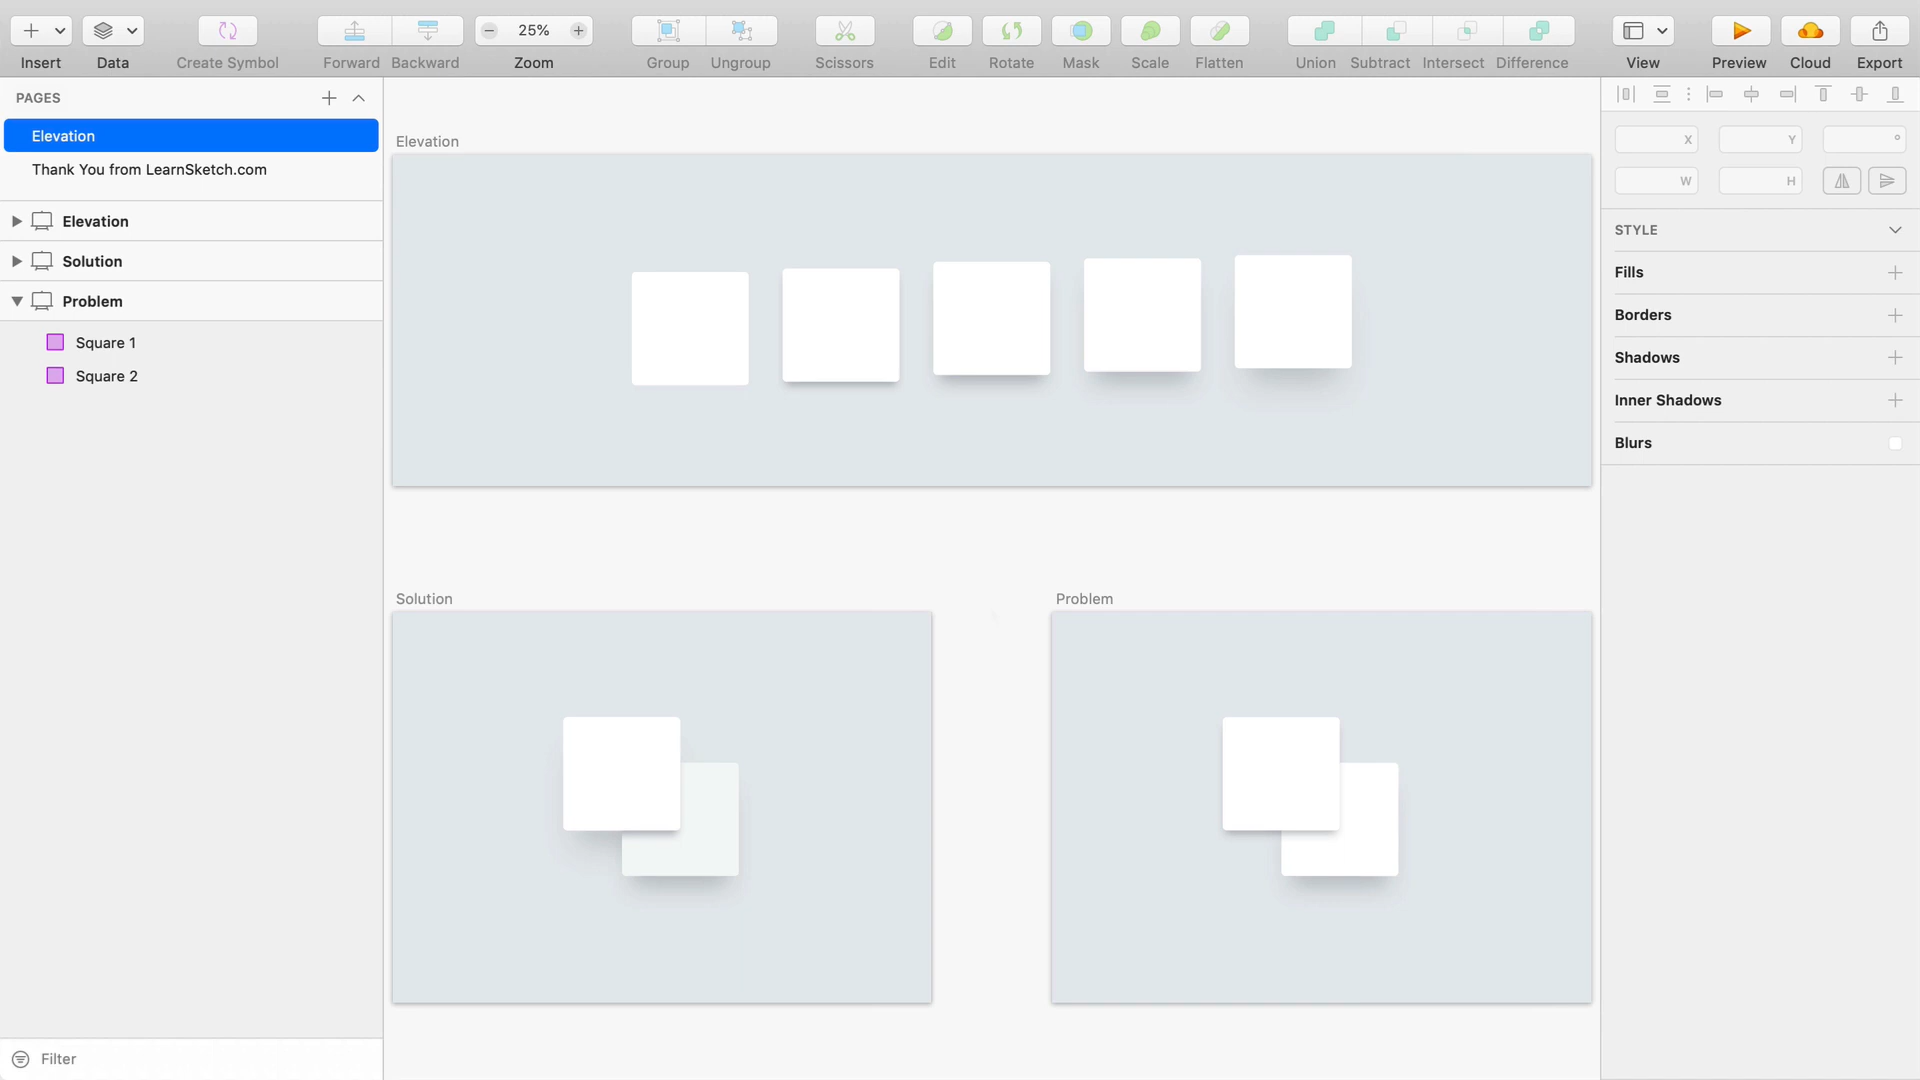 25%
Insert Data Create Symbol Forward Backward Zoom Group Ungroup Scissors Edit Rotate Mask Scale Flatten Union Subtract Intersect Difference View Preview Cloud Export
PAGES
Elevation
Thank You from LearnSketch.com
Elevation
Solution
Problem
Square 1
Square 2
Filter
Elevation
Solution
Problem
X Y °
W H
STYLE
Fills
Borders
Shadows
Inner Shadows
Blurs